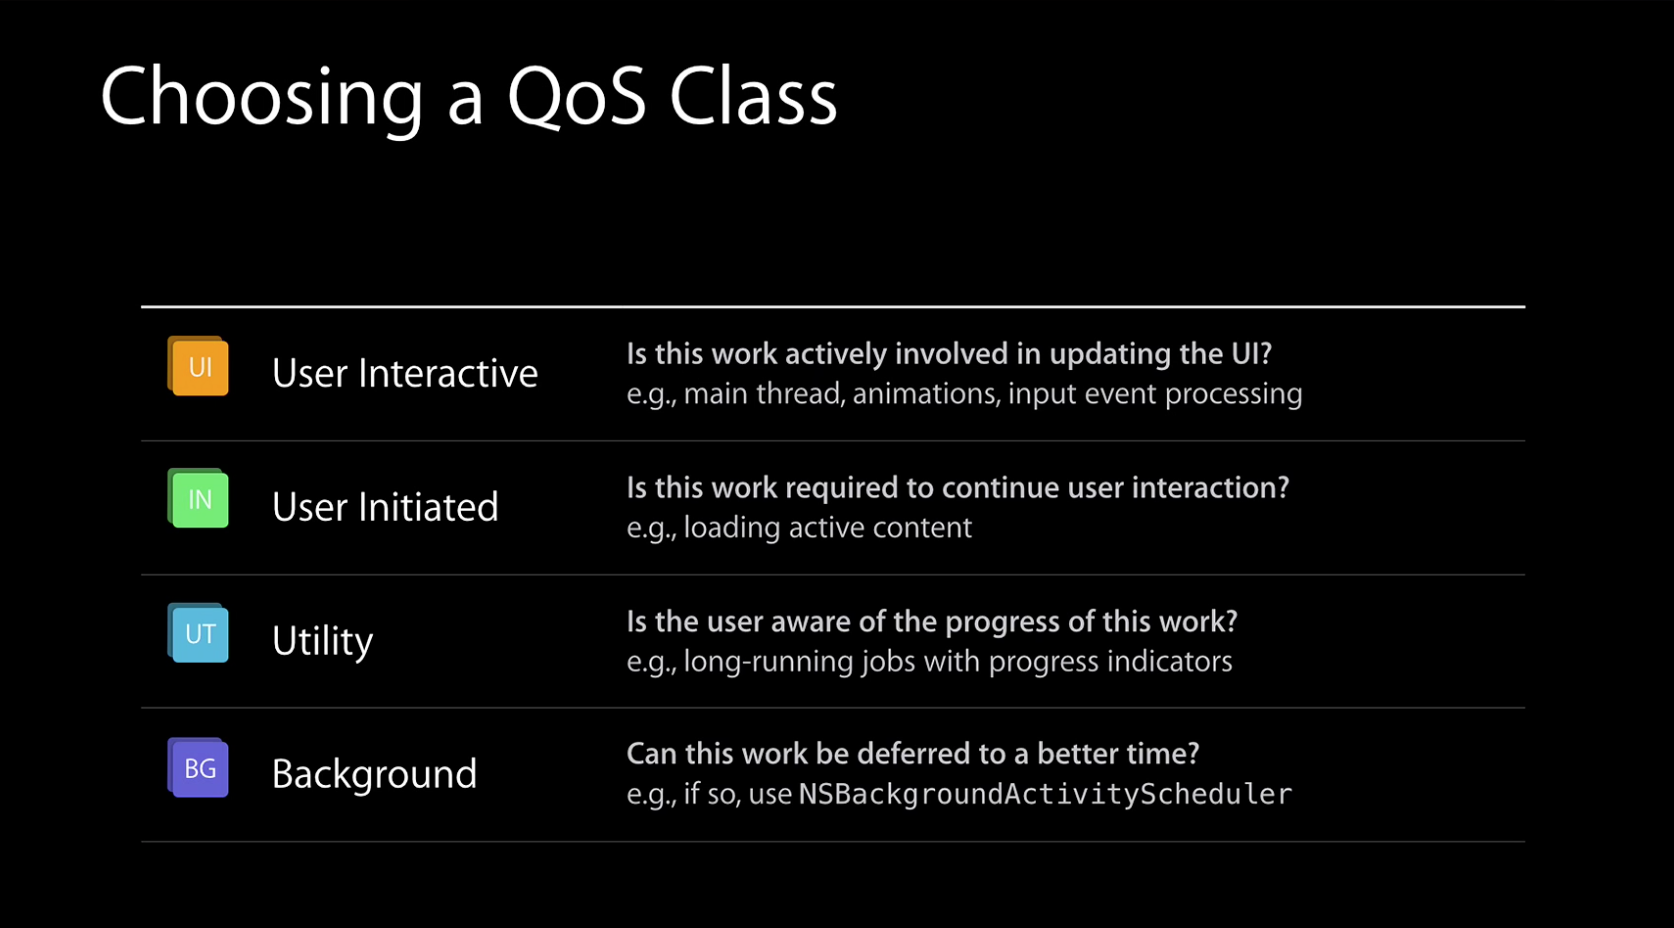 Choosing a QoS Class
UI
User Interactive
Is this work actively involved in updating the UI?
e.g., main thread, animations, input event processing
IN
User Initiated
Is this work required to continue user interaction?
e.g., loading active content
UT
Utility
Is the user aware of the progress of this work?
e.g., long-running jobs with progress indicators
BG
Background
Can this work be deferred to a better time?
e.g., if so, use NSBackgroundActivityScheduler